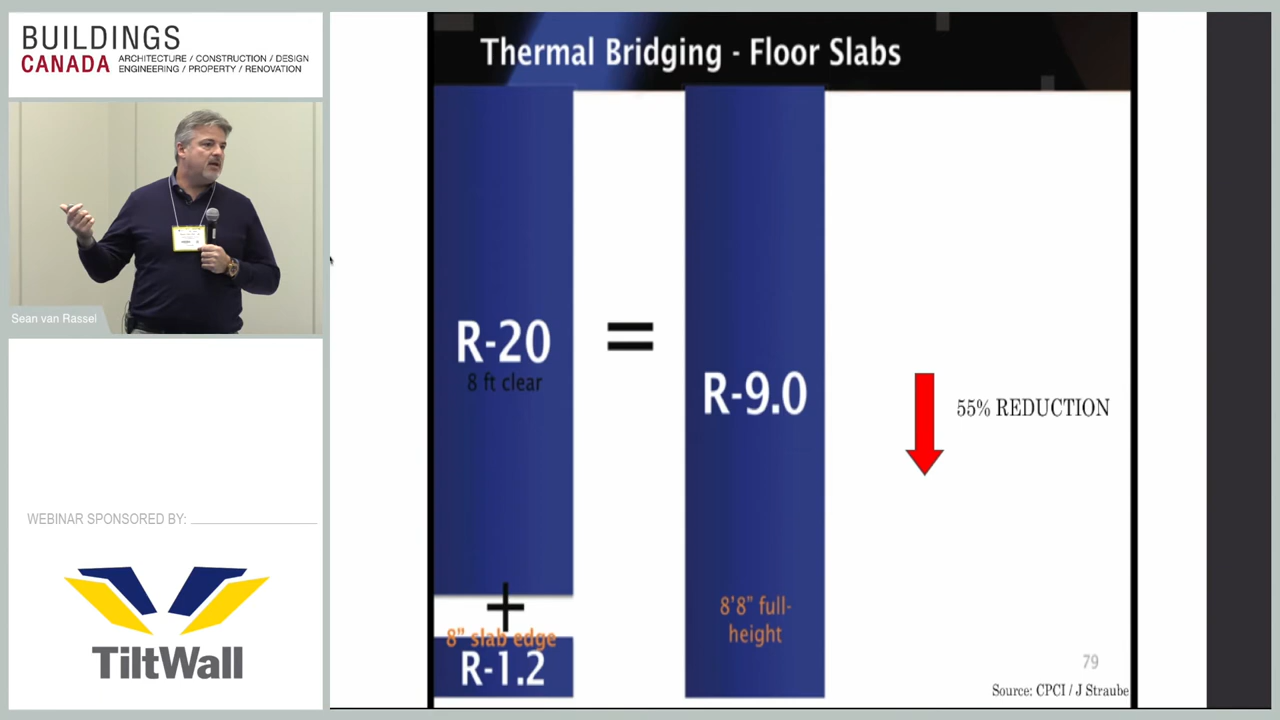 BUILDINGS
CANADA
ARCHITECTURE / CONSTRUCTION / DESIGN
ENGINEERING / PROPERTY / RENOVATION
Sean van Rassel
WEBINAR SPONSORED BY:
TiltWall
Thermal Bridging - Floor Slabs
R-20
8 ft clear
+
8" slab edge
R-1.2
=
R-9.0
8'8" full-
height
55% REDUCTION
79
Source: CPCI / J Straube